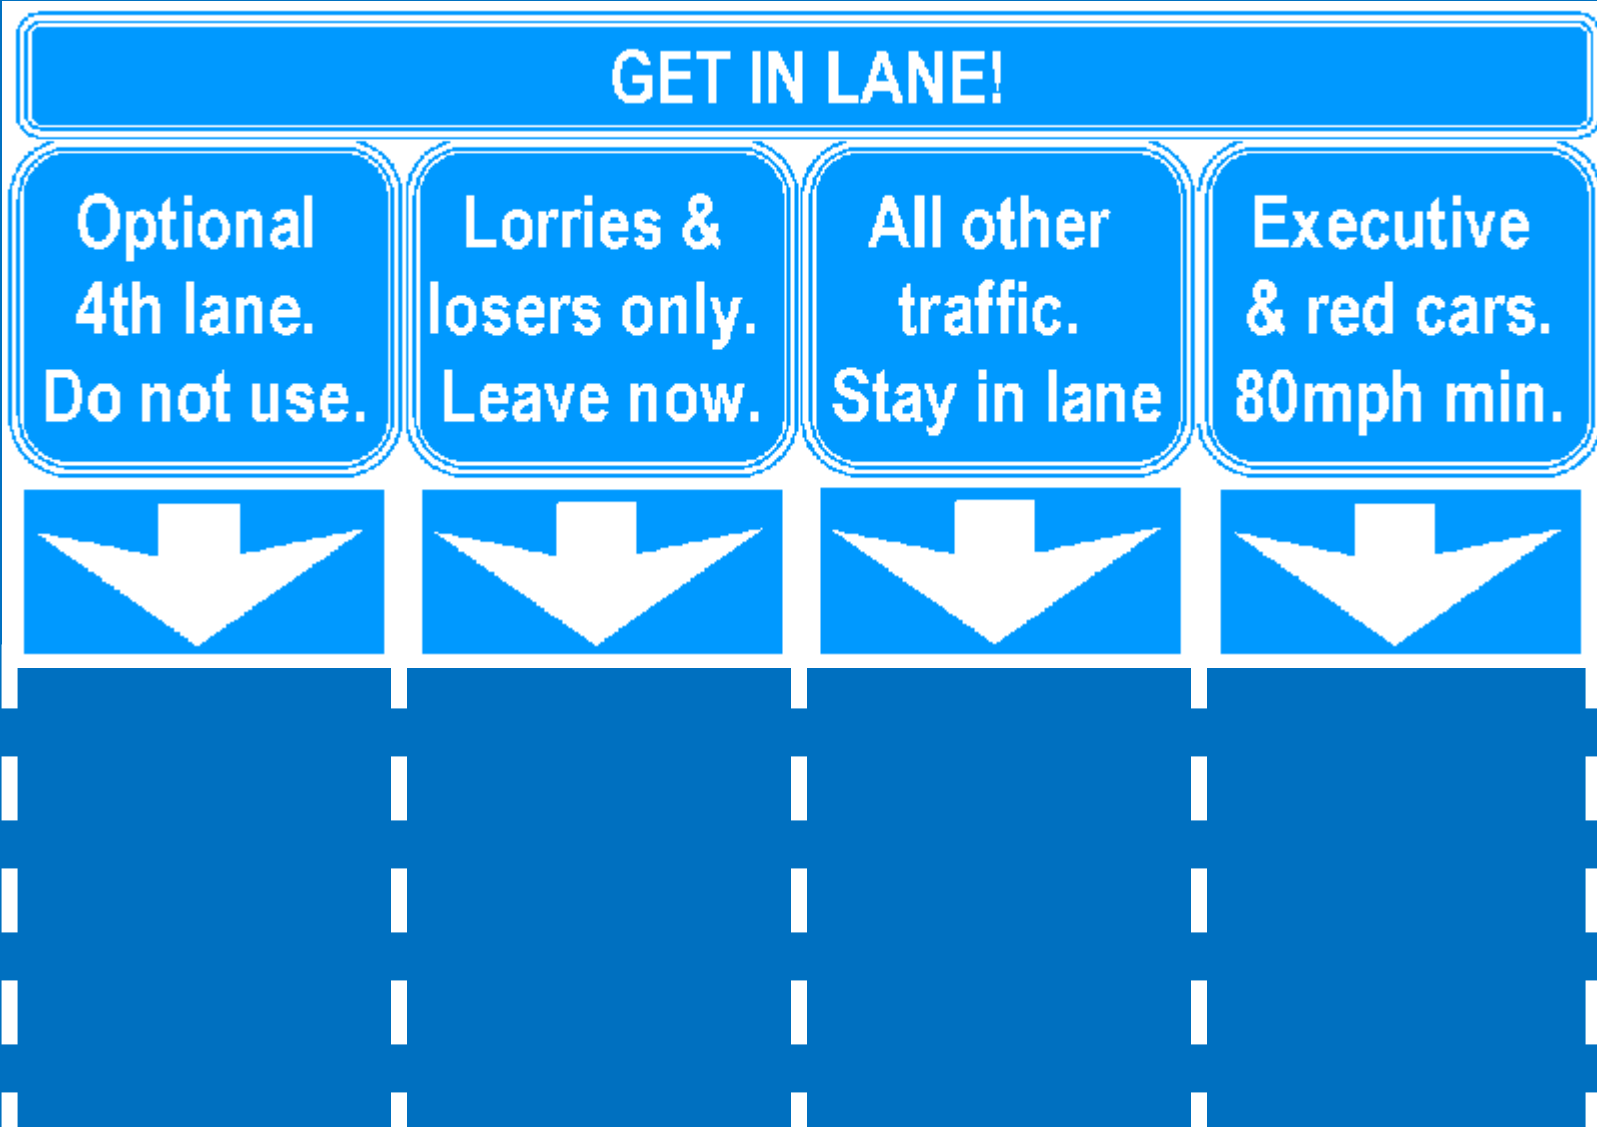 GET IN LANE!
Optional
4th lane.
Do not use.
Lorries &
losers only.
Leave now.
All other
traffic.
Stay in lane
Executive
& red cars.
80mph min.